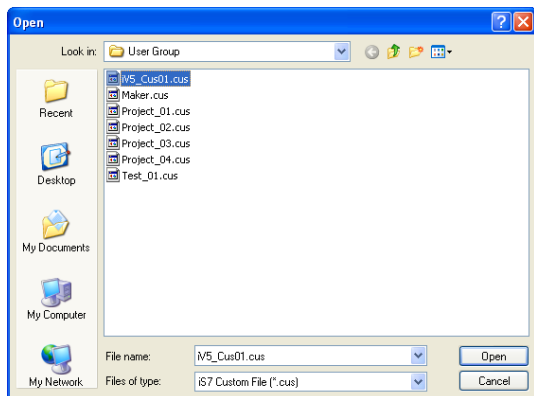 Open
Look in: User Group
iV5_Cus01.cus
Maker.cus
Project_01.cus
Project_02.cus
Project_03.cus
Project_04.cus
Test_01.cus
Recent
Desktop
My Documents
My Computer
My Network
File name: iV5_Cus01.cus Open
Files of type: iS7 Custom File (*.cus) Cancel